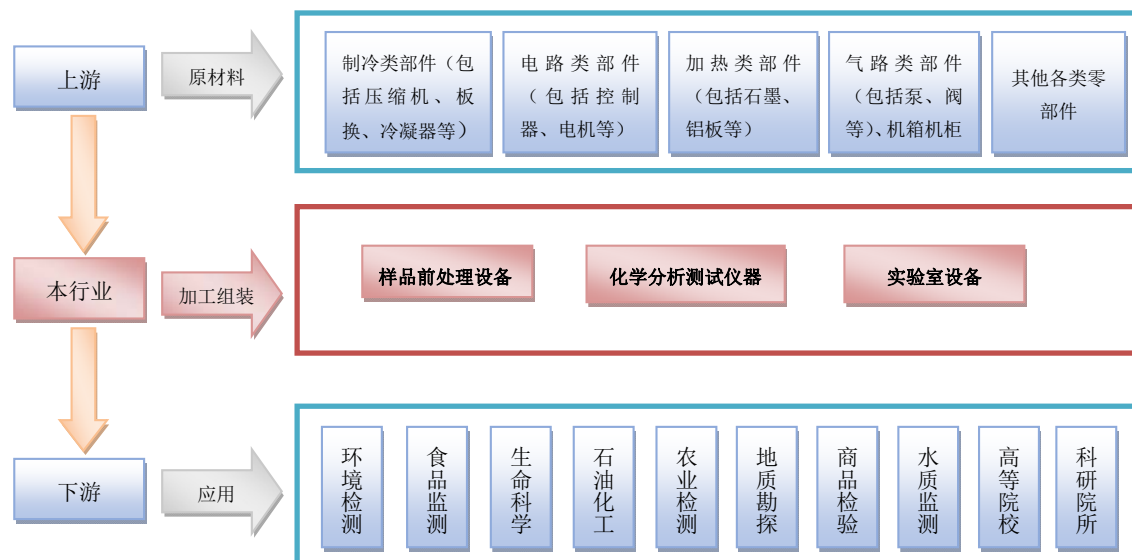 上游
原材料
制冷类部件（包
括压缩机、板
换、冷凝器等）
电路类部件
（包括控制
器、电机等）
加热类部件
（包括石墨、
铝板等）
气路类部件
（包括泵、阀
等）、机箱机柜
其他各类零
部件
本行业
加工组装
样品前处理设备
化学分析测试仪器
实验室设备
下游
应用
环境检测
食品监测
生命科学
石油化工
农业检测
地质勘探
商品检验
水质监测
高等院校
科研院所